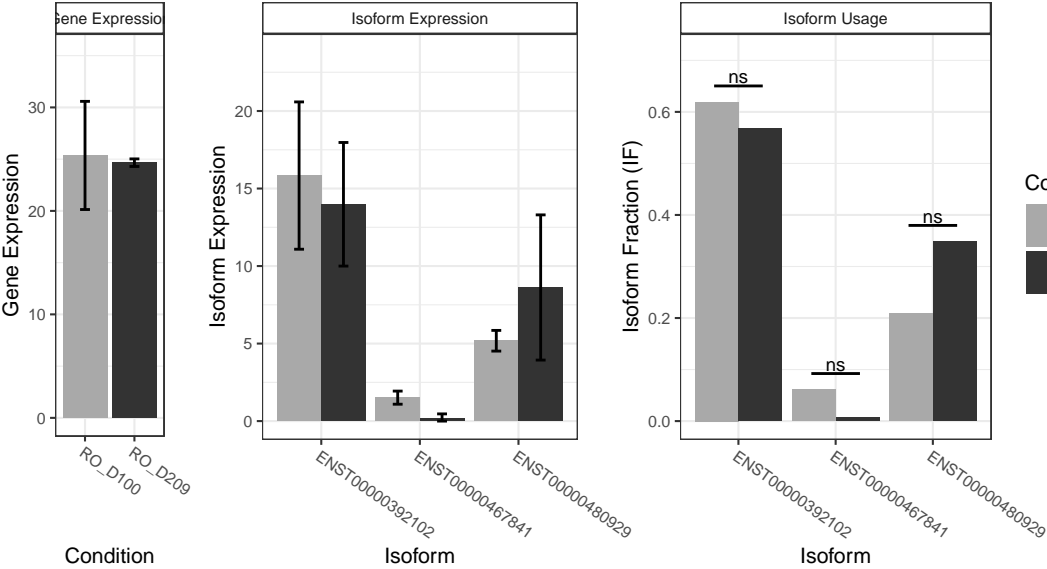 Gene Expression
Isoform Expression
Isoform Usage
Gene Expression
30
20
10
0
RO_D100
RO_D209
Condition
Isoform Expression
20
15
10
5
0
ENST00000392102
ENST00000467841
ENST00000480929
Isoform
Isoform Fraction (IF)
0.6
0.4
0.2
0.0
ns
ns
ns
ENST00000392102
ENST00000467841
ENST00000480929
Isoform
Co